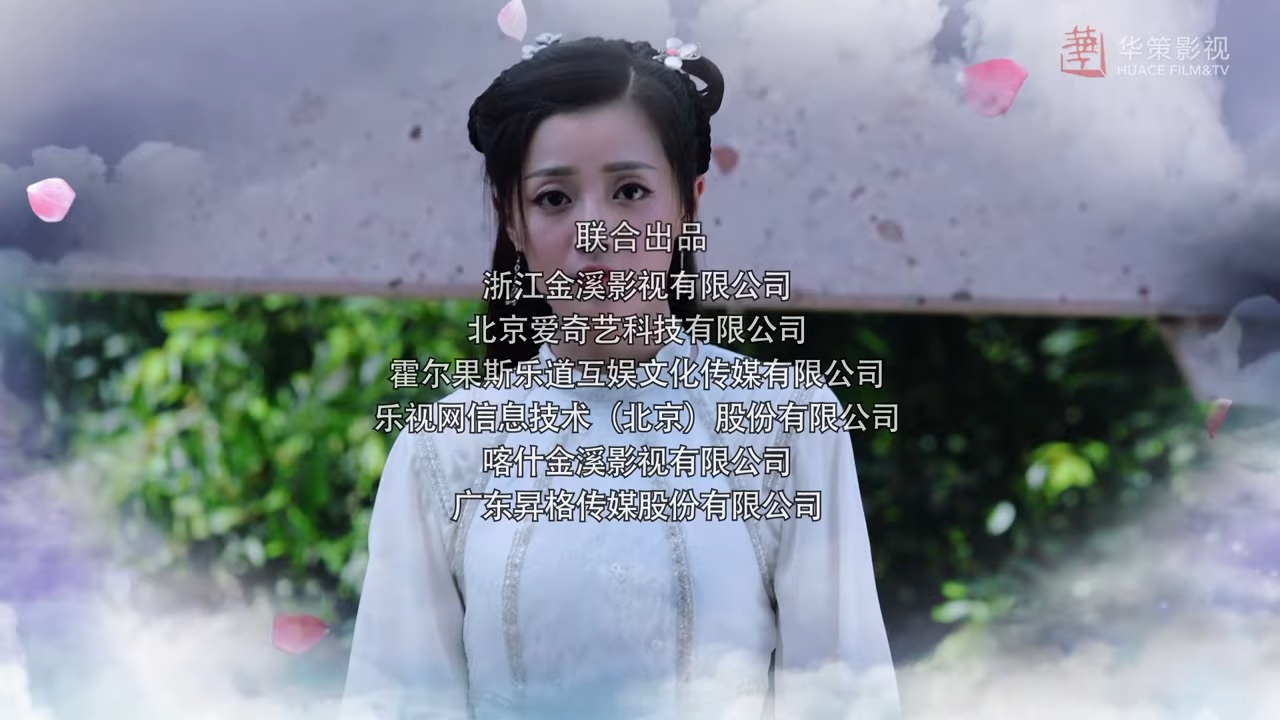 華 华策影视
HUACE FILM&TV
联合出品
浙江金溪影视有限公司
北京爱奇艺科技有限公司
霍尔果斯乐道互娱文化传媒有限公司
乐视网信息技术（北京）股份有限公司
喀什金溪影视有限公司
广东昇格传媒股份有限公司